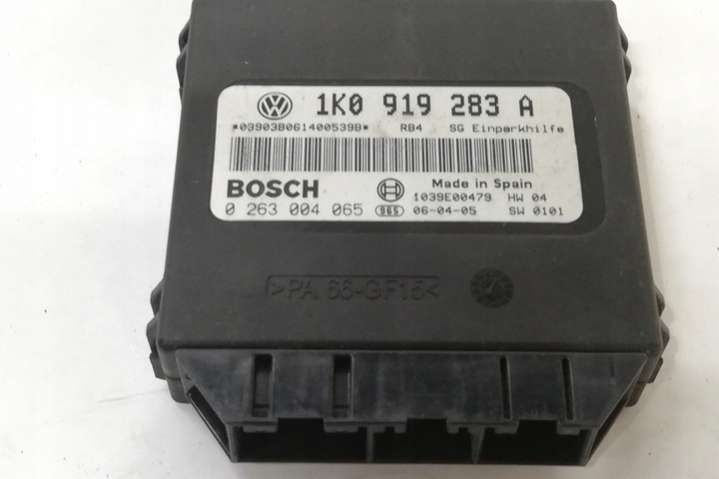 1K0 919 283 A
*03903B061400539B* RB4 SG Einparkhilfe
BOSCH Made in Spain
1039E00479 HW 04
0 263 004 065 865 06-04-05 SW 0101
>PA 66-GF15<